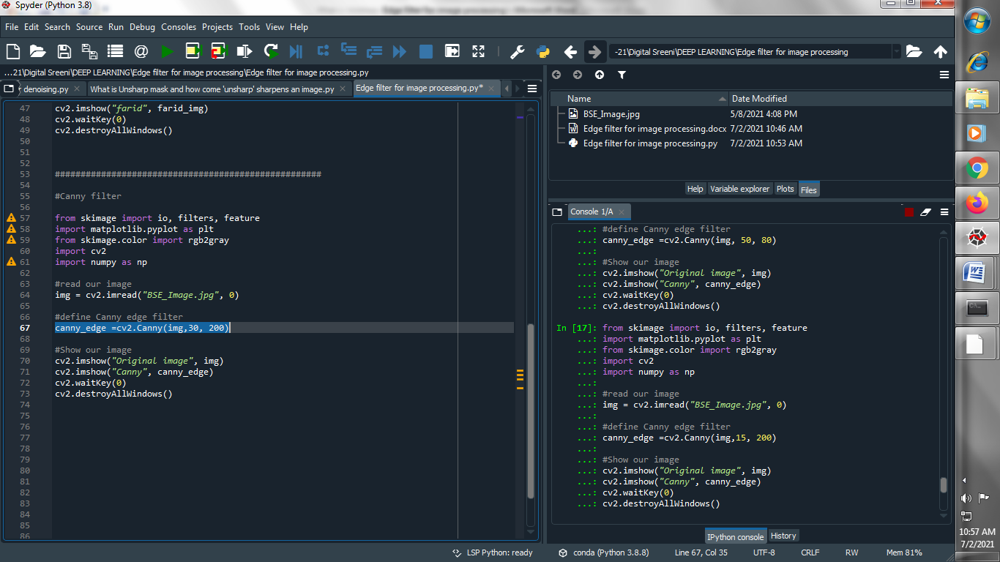 Spyder (Python 3.8)
File Edit Search Source Run Debug Consoles Projects Tools View Help
-21\Digital Sreeni\DEEP LEARNING\Edge filter for image processing
...21\Digital Sreeni\DEEP LEARNING\Edge filter for image processing\Edge filter for image processing.py
denoising.py What is Unsharp mask and how come 'unsharp' sharpens an image.py Edge filter for image processing.py*
47 cv2.imshow("farid", farid_img)
48 cv2.waitKey(0)
49 cv2.destroyAllWindows()
50
51
52
53 ####################################################
54
55 #Canny filter
56
57 from skimage import io, filters, feature
58 import matplotlib.pyplot as plt
59 from skimage.color import rgb2gray
60 import cv2
61 import numpy as np
62
63 #read our image
64 img = cv2.imread("BSE_Image.jpg", 0)
65
66 #define Canny edge filter
67 canny_edge =cv2.Canny(img,30, 200)
68
69 #Show our image
70 cv2.imshow("Original image", img)
71 cv2.imshow("Canny", canny_edge)
72 cv2.waitKey(0)
73 cv2.destroyAllWindows()
74
75
76
77
78
79
80
81
82
83
84
85
86
Name Date Modified
BSE_Image.jpg 5/8/2021 4:08 PM
Edge filter for image processing.docx 7/2/2021 10:46 AM
Edge filter for image processing.py 7/2/2021 10:53 AM
Help Variable explorer Plots Files
Console 1/A
...: #define Canny edge filter
...: canny_edge =cv2.Canny(img, 50, 80)
...:
...: #Show our image
...: cv2.imshow("Original image", img)
...: cv2.imshow("Canny", canny_edge)
...: cv2.waitKey(0)
...: cv2.destroyAllWindows()
In [17]: from skimage import io, filters, feature
...: import matplotlib.pyplot as plt
...: from skimage.color import rgb2gray
...: import cv2
...: import numpy as np
...:
...: #read our image
...: img = cv2.imread("BSE_Image.jpg", 0)
...:
...: #define Canny edge filter
...: canny_edge =cv2.Canny(img,15, 200)
...:
...: #Show our image
...: cv2.imshow("Original image", img)
...: cv2.imshow("Canny", canny_edge)
...: cv2.waitKey(0)
...: cv2.destroyAllWindows()
IPython console History
LSP Python: ready conda (Python 3.8.8) Line 67, Col 35 UTF-8 CRLF RW Mem 81%
10:57 AM
7/2/2021